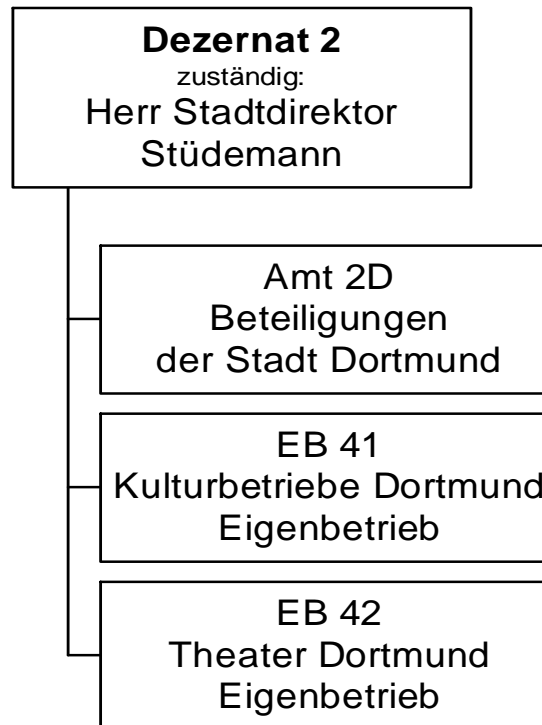 Dezernat 2
zuständig:
Herr Stadtdirektor
Stüdemann
Amt 2D
Beteiligungen
der Stadt Dortmund
EB 41
Kulturbetriebe Dortmund
Eigenbetrieb
EB 42
Theater Dortmund
Eigenbetrieb